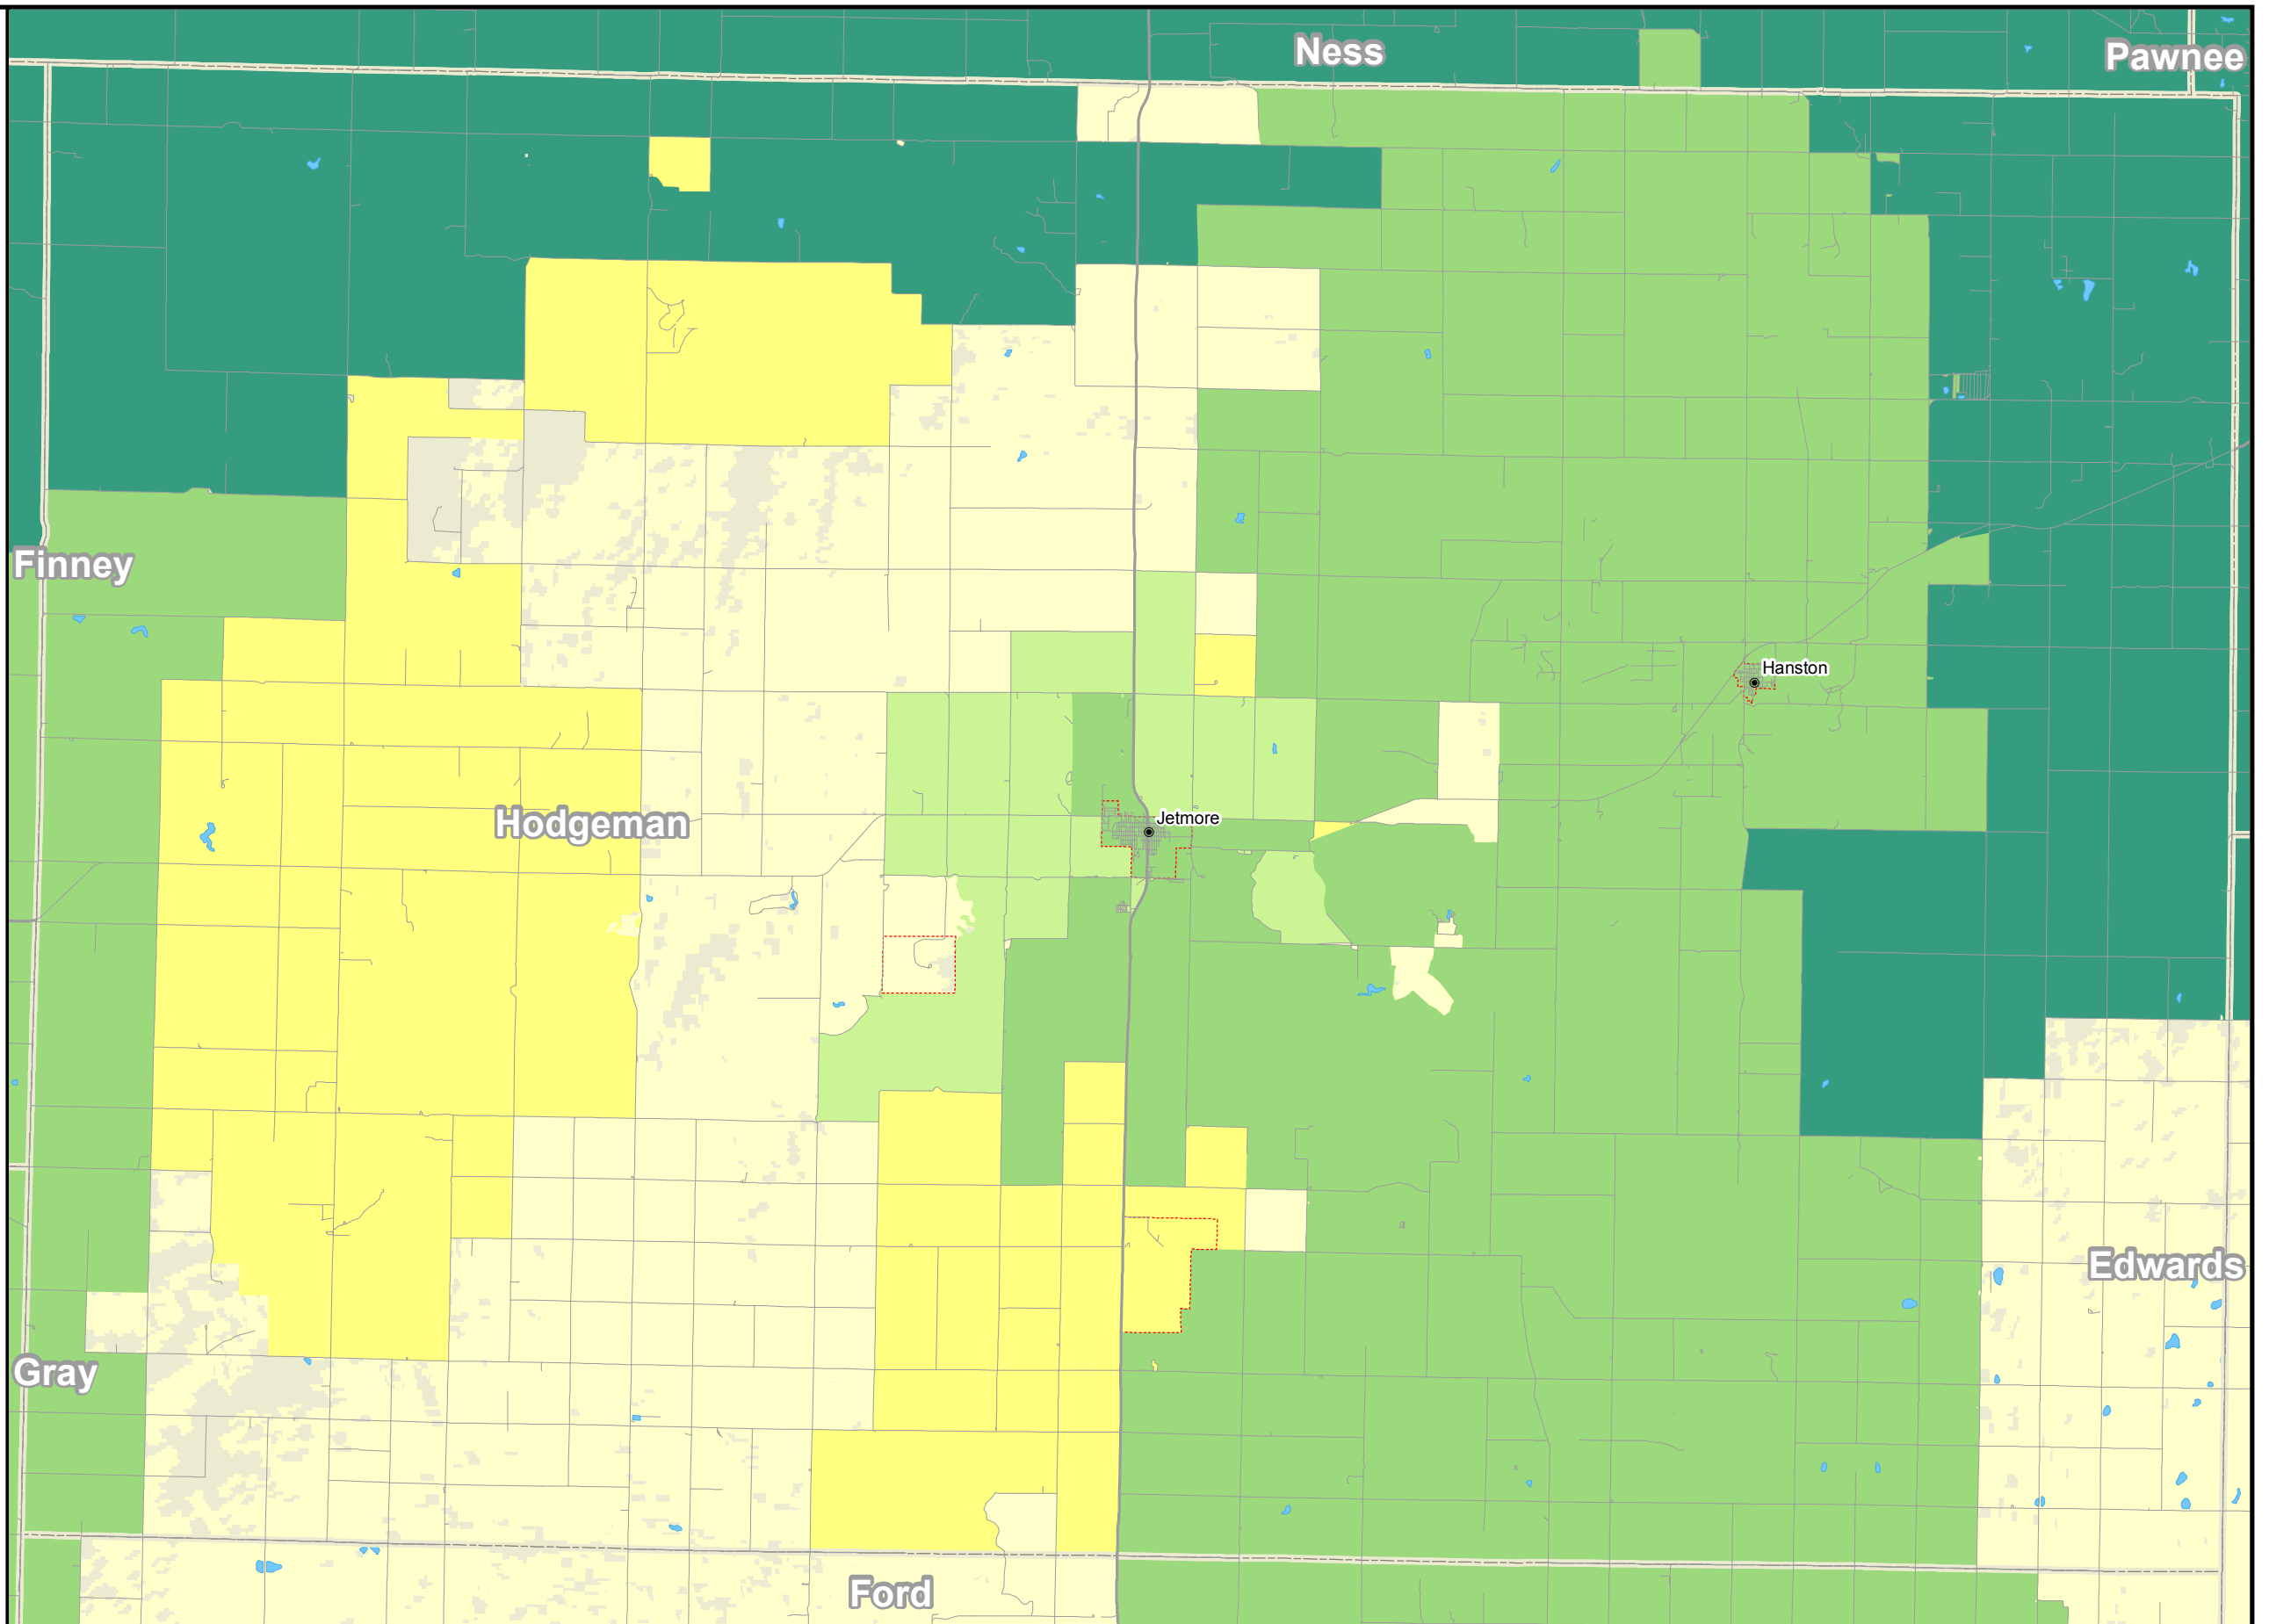 Ness
Pawnee
Finney
Hanston
Hodgeman
Jetmore
Edwards
Gray
Ford